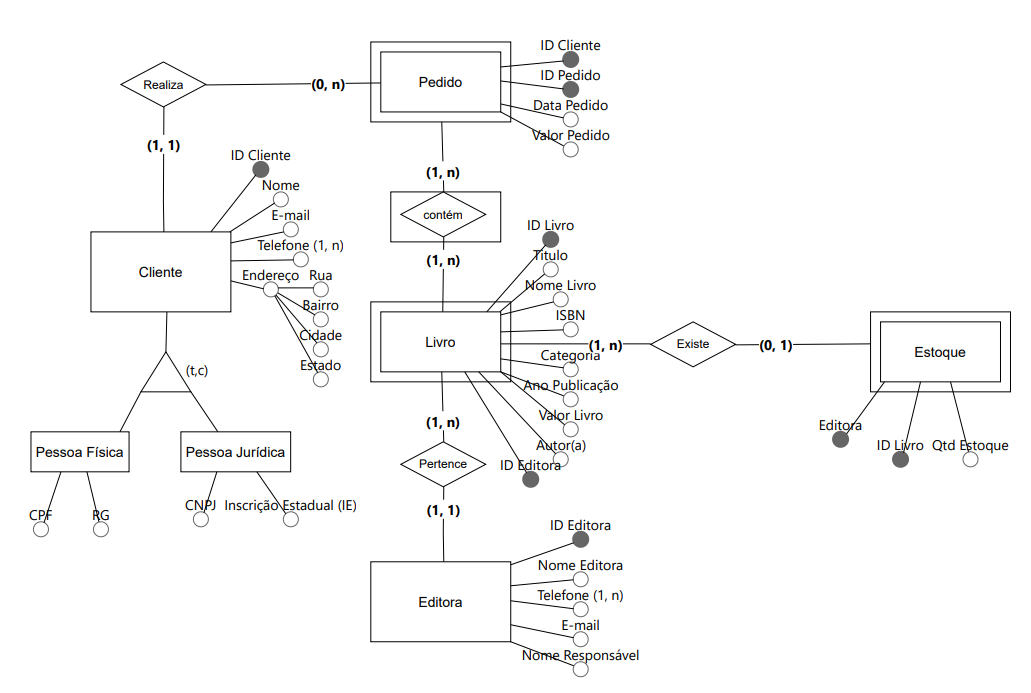 ID Cliente
ID Pedido
Data Pedido
Valor Pedido
Pedido
Realiza
(0, n)
(1, 1)
(1, n)
ID Cliente
Nome
E-mail
Telefone (1, n)
Endereço
Rua
Bairro
Cidade
Estado
Cliente
contém
(1, n)
ID Livro
Titulo
Nome Livro
ISBN
Livro
(1, n)
Existe
(0, 1)
Estoque
Categoria
Ano Publicação
Valor Livro
Autor(a)
ID Editora
(t,c)
Editora
ID Livro
Qtd Estoque
Pessoa Física
Pessoa Jurídica
(1, n)
Pertence
(1, 1)
CPF
RG
CNPJ
Inscrição Estadual (IE)
ID Editora
Nome Editora
Telefone (1, n)
E-mail
Nome Responsável
Editora